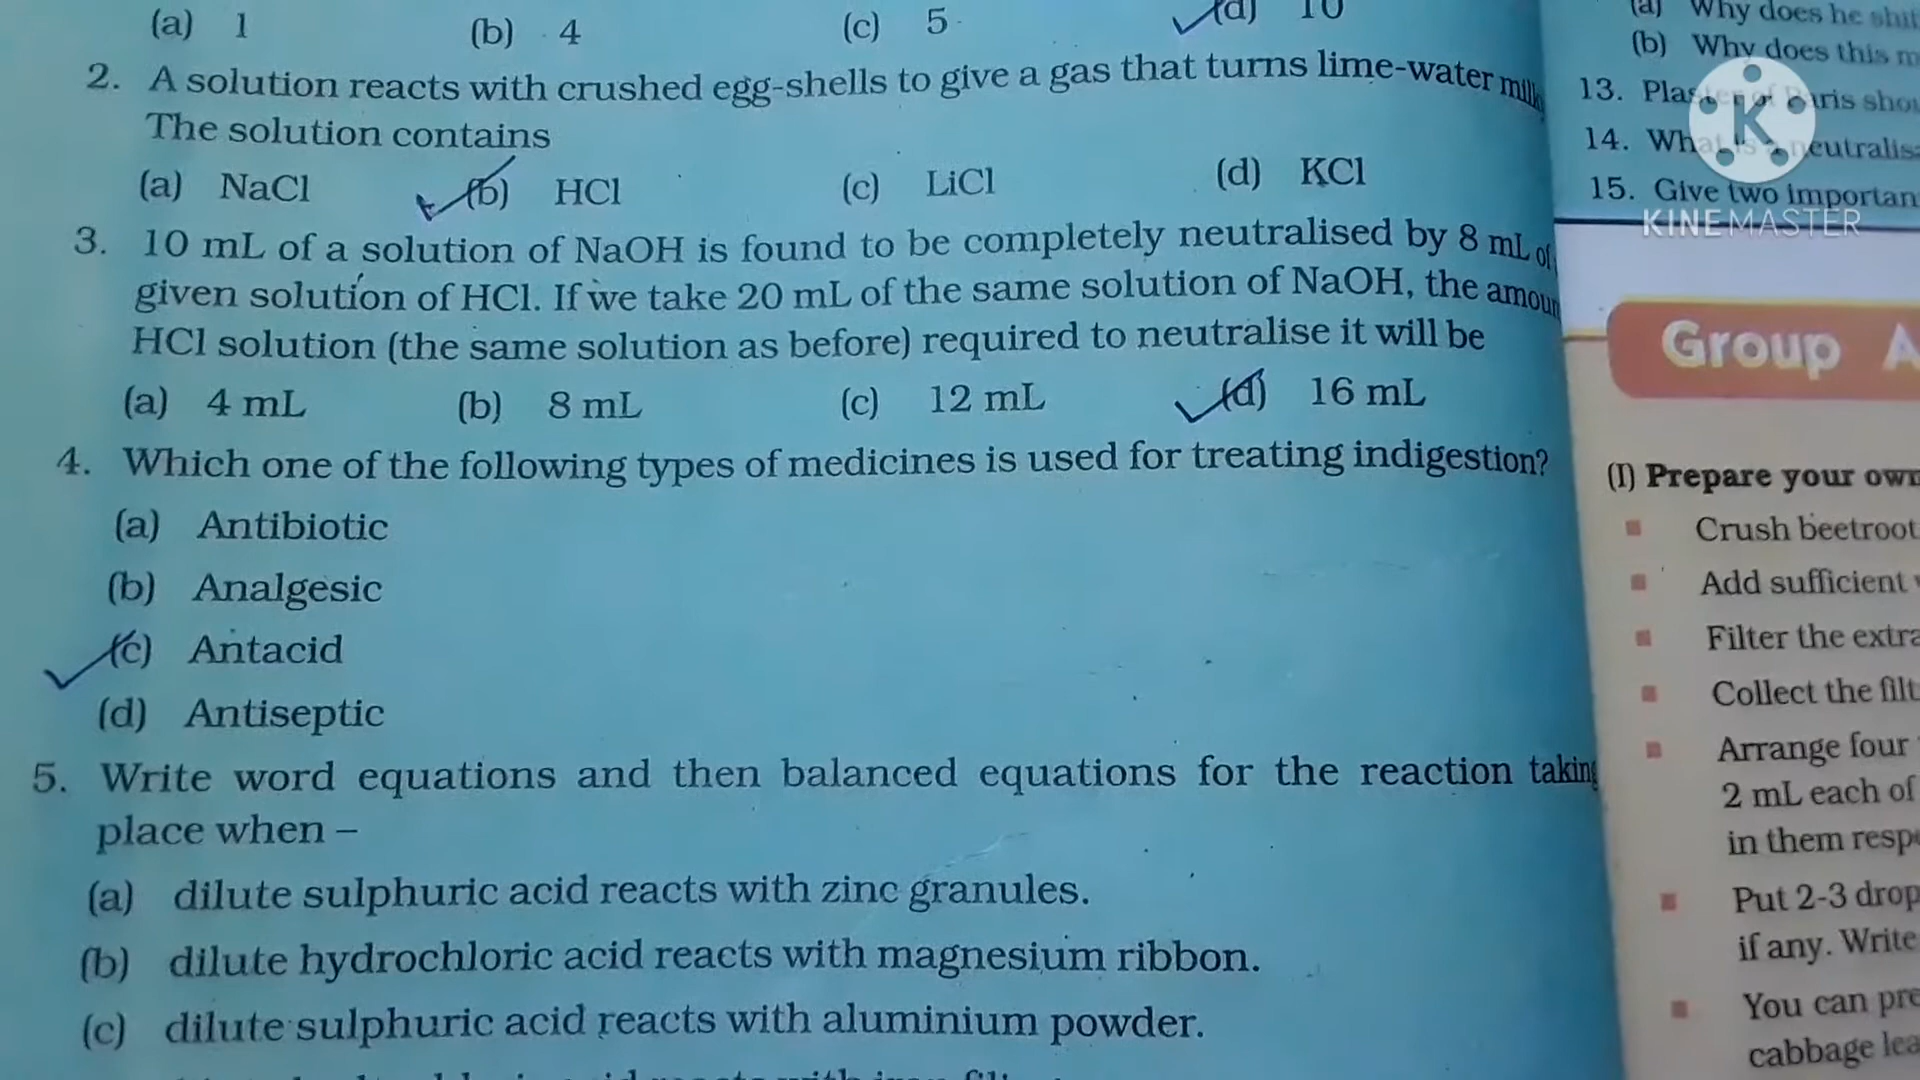 (a) 1 (b) 4 (c) 5 (d) 10
2. A solution reacts with crushed egg-shells to give a gas that turns lime-water
The solution contains
(a) NaCl (b) HCl (c) LiCl (d) KCl
3. 10 mL of a solution of NaOH is found to be completely neutralised by 8 mL of
given solution of HCl. If we take 20 mL of the same solution of NaOH, the amoun
HCl solution (the same solution as before) required to neutralise it will be
(a) 4 mL (b) 8 mL (c) 12 mL (d) 16 mL
4. Which one of the following types of medicines is used for treating indigestion?
(a) Antibiotic
(b) Analgesic
(c) Antacid
(d) Antiseptic
5. Write word equations and then balanced equations for the reaction taking
place when –
(a) dilute sulphuric acid reacts with zinc granules.
(b) dilute hydrochloric acid reacts with magnesium ribbon.
(c) dilute sulphuric acid reacts with aluminium powder.
(a) Why does he
(b) Why does this
13. Paris
14.
15. Give two importan
K
KINEMASTER
Group A
(I) Prepare your own
Crush beetroot
Add sufficient
Filter the extra
Collect the filt
Arrange four
2 mL each of
in them resp
Put 2-3 drop
if any. Write
You can pre
cabbage lea